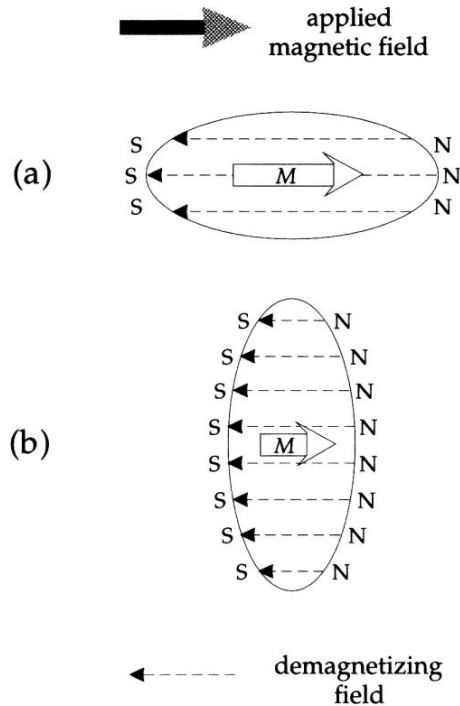 applied
magnetic field
S N
(a) S M N
S N
S N
S N
S N
S N
(b) M
S N
S N
S N
S N
demagnetizing
field